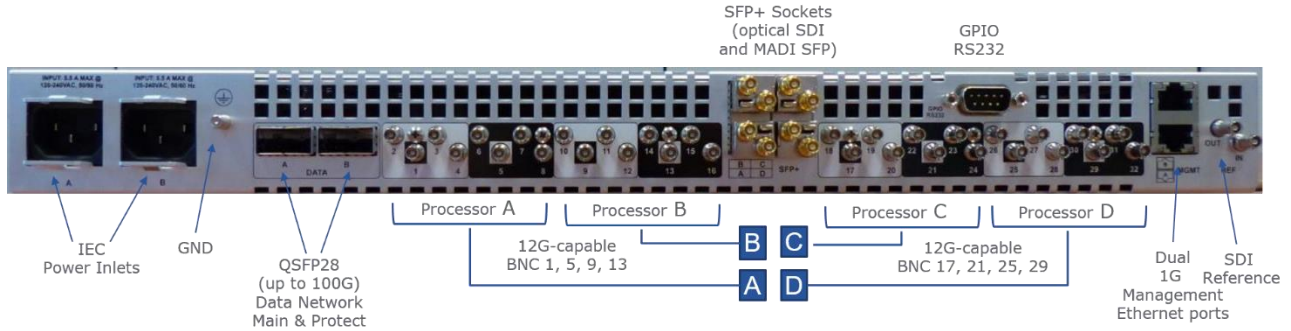 SFP+ Sockets
(optical SDI
and MADI SFP)
GPIO
RS232
INPUT: 5.5 A MAX @
120-240VAC, 50/60 Hz
INPUT: 5.5 A MAX @
120-240VAC, 50/60 Hz
GPIO
RS232
A
B
DATA
2 3 6 7 10 11 14 15
1 4 5 8 9 12 13 16
B C
A D
SFP+
18 19 22 23 26 27 30 31
17 20 21 24 25 28 29 32
MGMT
OUT IN
REF
A
B
Processor A
Processor B
Processor C
Processor D
IEC
Power Inlets
GND
QSFP28
(up to 100G)
Data Network
Main & Protect
12G-capable
BNC 1, 5, 9, 13
B C
A D
12G-capable
BNC 17, 21, 25, 29
Dual
1G
Management
Ethernet ports
SDI
Reference